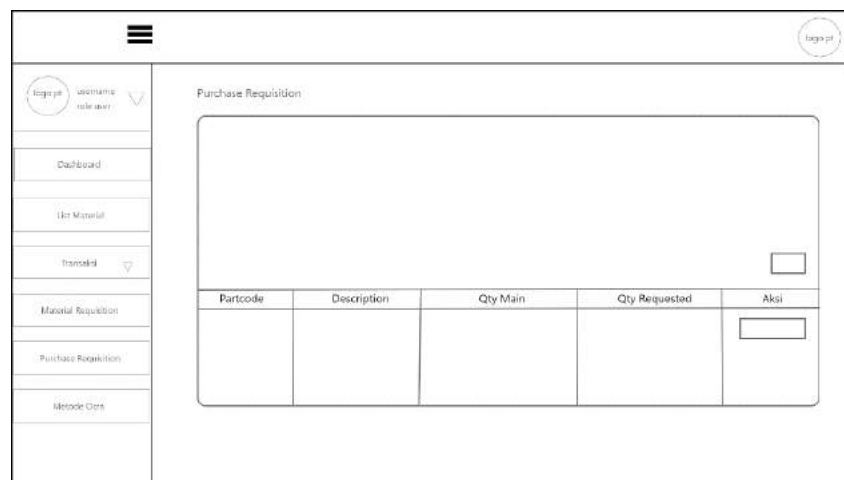 logo pt
logo pt
username
role user
Purchase Requisition
Dashboard
List Material
Transaksi
Material Requisition
Purchase Requisition
Metode
Partcode Description Qty Main Qty Requested Aksi